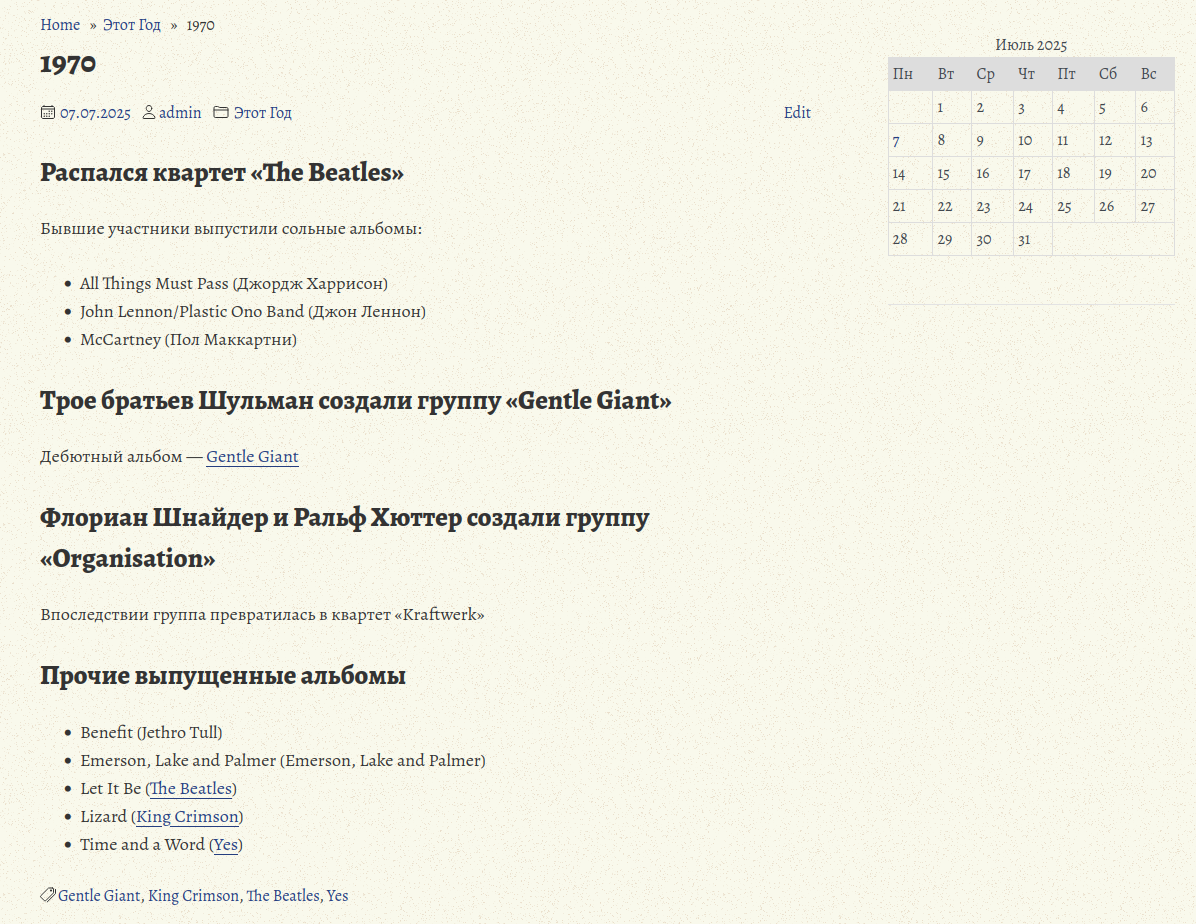 Home » Этот Год » 1970
1970
07.07.2025 admin Этот Год Edit
Распался квартет «The Beatles»
Бывшие участники выпустили сольные альбомы:
All Things Must Pass (Джордж Харрисон)
John Lennon/Plastic Ono Band (Джон Леннон)
McCartney (Пол Маккартни)
Трое братьев Шульман создали группу «Gentle Giant»
Дебютный альбом — Gentle Giant
Флориан Шнайдер и Ральф Хюттер создали группу
«Organisation»
Впоследствии группа превратилась в квартет «Kraftwerk»
Прочие выпущенные альбомы
Benefit (Jethro Tull)
Emerson, Lake and Palmer (Emerson, Lake and Palmer)
Let It Be (The Beatles)
Lizard (King Crimson)
Time and a Word (Yes)
Gentle Giant, King Crimson, The Beatles, Yes
Июль 2025
Пн Вт Ср Чт Пт Сб Вс
1 2 3 4 5 6
7 8 9 10 11 12 13
14 15 16 17 18 19 20
21 22 23 24 25 26 27
28 29 30 31